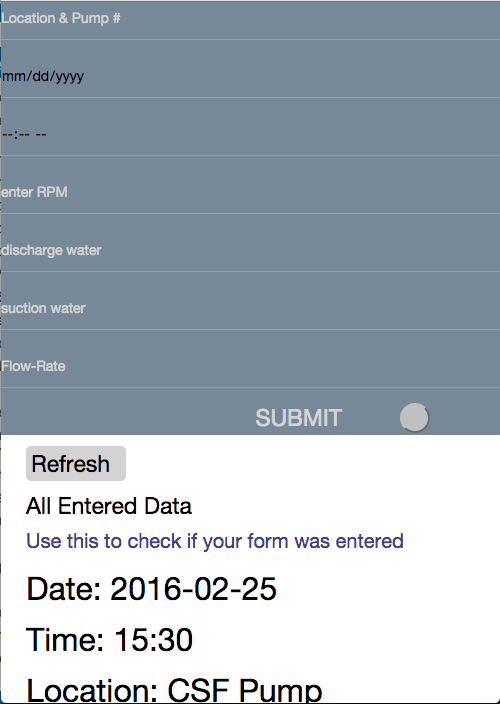 Location & Pump #
mm/dd/yyyy
--:-- --
enter RPM
discharge water
suction water
Flow-Rate
SUBMIT
Refresh
All Entered Data
Use this to check if your form was entered
Date: 2016-02-25
Time: 15:30
Location: CSF Pump